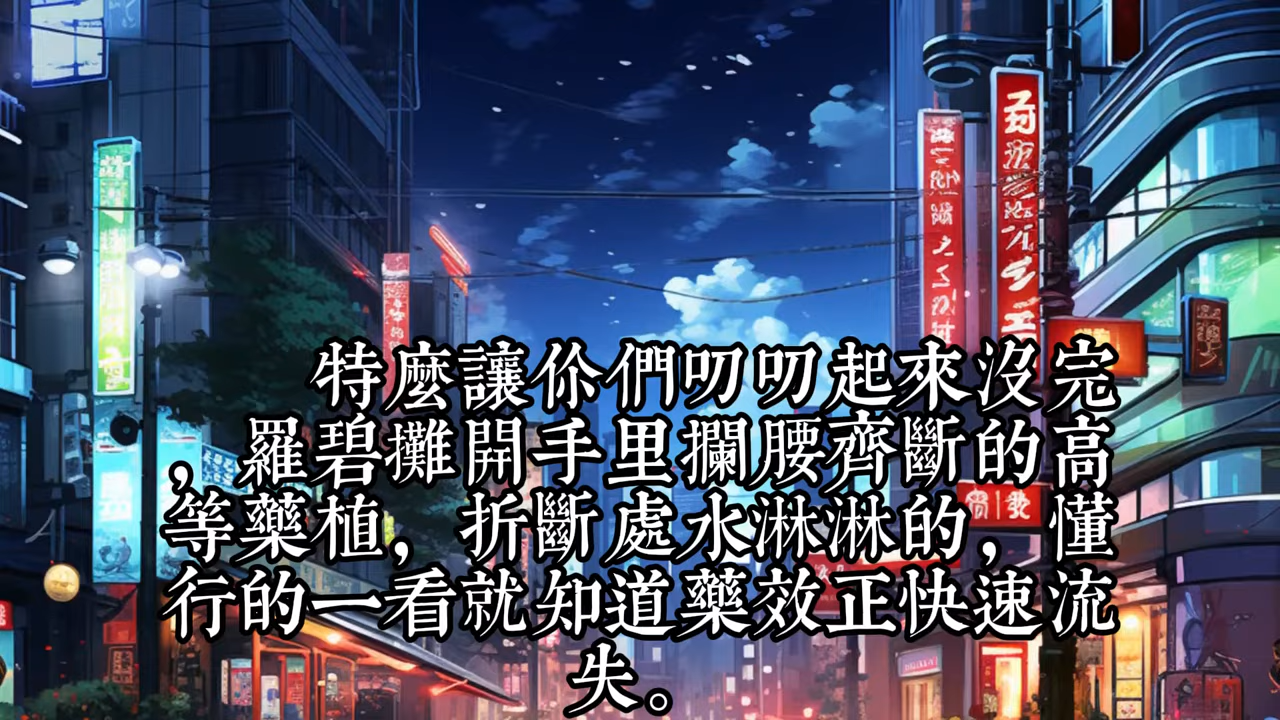 特麼讓你們叨叨起來沒完
，羅碧攤開手里攔腰齊斷的高
等藥植，折斷處水淋淋的，懂
行的一看就知道藥效正快速流
失。